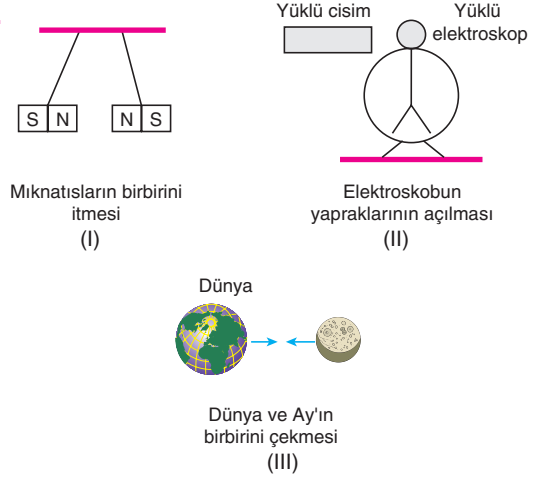 S N
N S
Mıknatısların birbirini
itmesi
(I)
Yüklü cisim
Yüklü
elektroskop
Elektroskobun
yapraklarının açılması
(II)
Dünya
Dünya ve Ay'ın
birbirini çekmesi
(III)